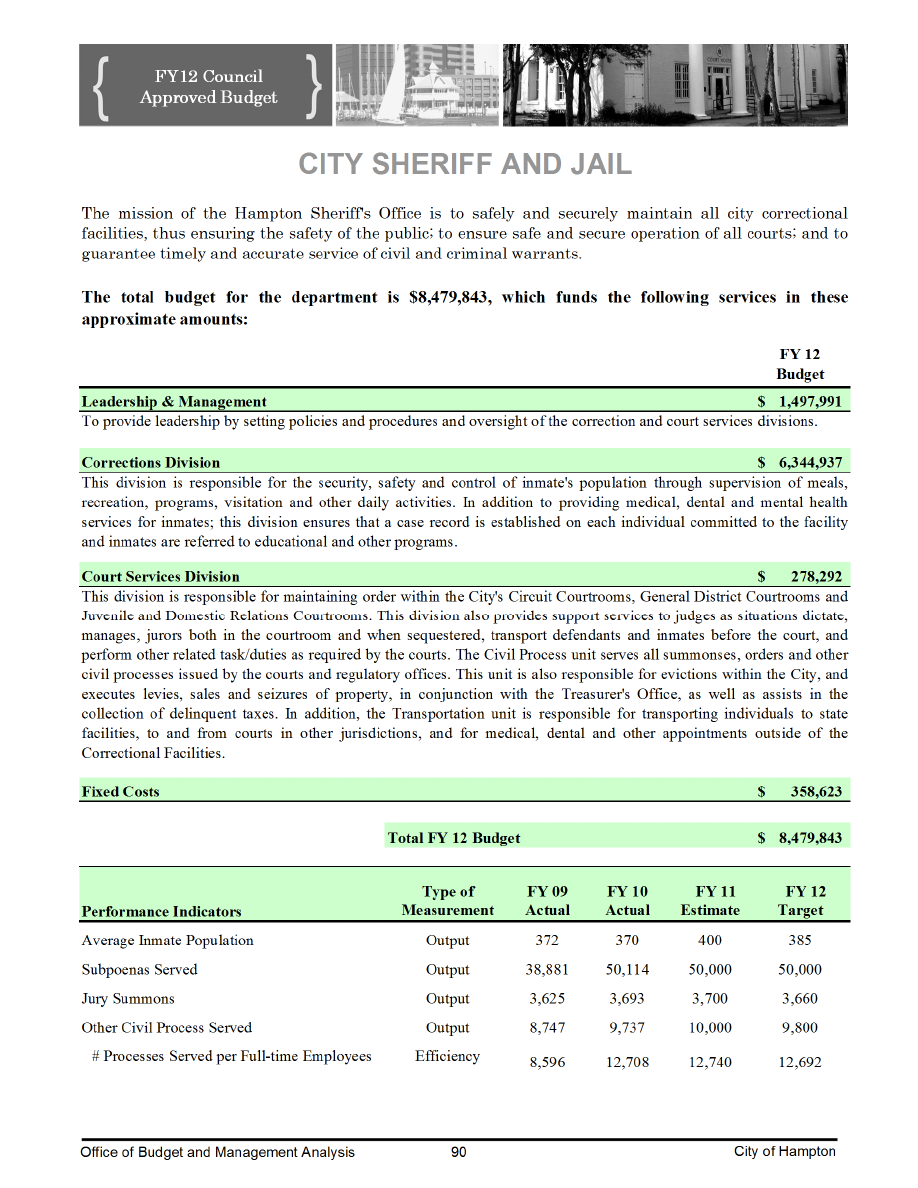 FY12 Council
Approved Budget
COURT HOUSE
CITY SHERIFF AND JAIL
The mission of the Hampton Sheriff's Office is to safely and securely maintain all city correctional
facilities, thus ensuring the safety of the public; to ensure safe and secure operation of all courts; and to
guarantee timely and accurate service of civil and criminal warrants.
The total budget for the department is $8,479,843, which funds the following services in these
approximate amounts:
FY 12
Budget
Leadership & Management $ 1,497,991
To provide leadership by setting policies and procedures and oversight of the correction and court services divisions.
Corrections Division $ 6,344,937
This division is responsible for the security, safety and control of inmate's population through supervision of meals,
recreation, programs, visitation and other daily activities. In addition to providing medical, dental and mental health
services for inmates; this division ensures that a case record is established on each individual committed to the facility
and inmates are referred to educational and other programs.
Court Services Division $ 278,292
This division is responsible for maintaining order within the City's Circuit Courtrooms, General District Courtrooms and
Juvenile and Domestic Relations Courtrooms. This division also provides support services to judges as situations dictate,
manages, jurors both in the courtroom and when sequestered, transport defendants and inmates before the court, and
perform other related task/duties as required by the courts. The Civil Process unit serves all summonses, orders and other
civil processes issued by the courts and regulatory offices. This unit is also responsible for evictions within the City, and
executes levies, sales and seizures of property, in conjunction with the Treasurer's Office, as well as assists in the
collection of delinquent taxes. In addition, the Transportation unit is responsible for transporting individuals to state
facilities, to and from courts in other jurisdictions, and for medical, dental and other appointments outside of the
Correctional Facilities.
Fixed Costs $ 358,623
Total FY 12 Budget $ 8,479,843
Type of FY 09 FY 10 FY 11 FY 12
Performance Indicators Measurement Actual Actual Estimate Target
Average Inmate Population Output 372 370 400 385
Subpoenas Served Output 38,881 50,114 50,000 50,000
Jury Summons Output 3,625 3,693 3,700 3,660
Other Civil Process Served Output 8,747 9,737 10,000 9,800
# Processes Served per Full-time Employees Efficiency 8,596 12,708 12,740 12,692
Office of Budget and Management Analysis 90 City of Hampton